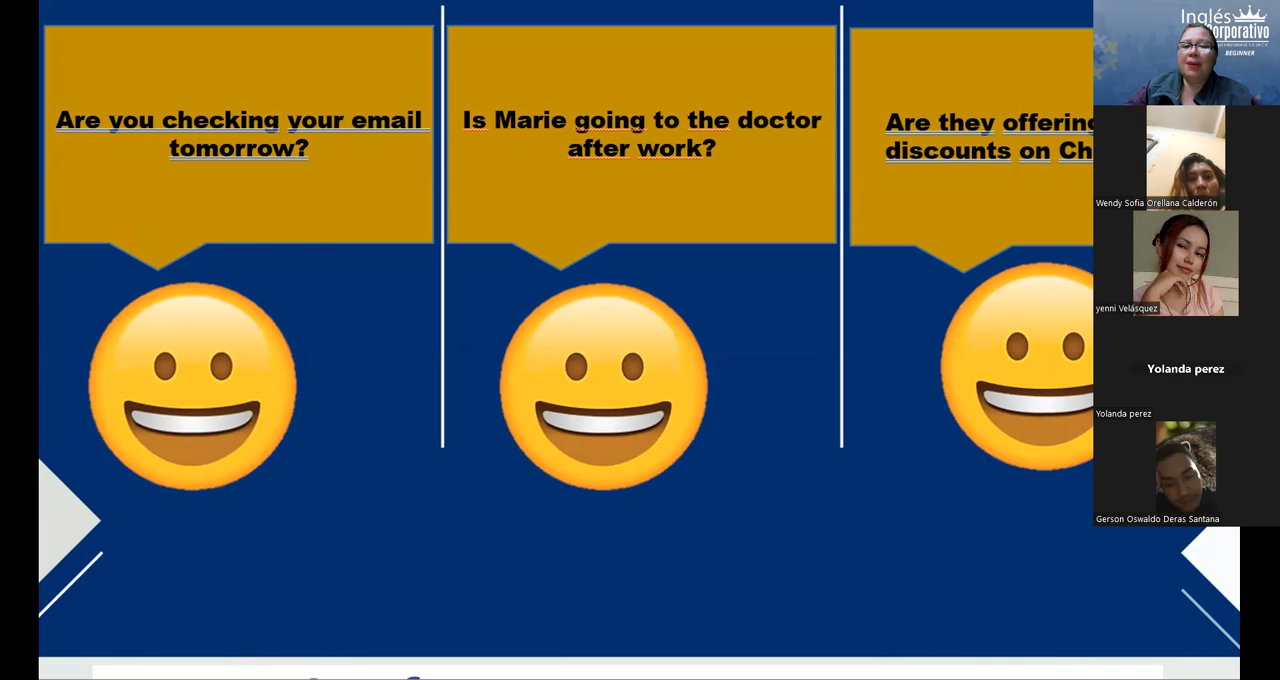 Are you checking your email
tomorrow?
Is Marie going to the doctor
after work?
Are they offering
discounts on Ch
Inglés
Corporativo
BEGINNER
Wendy Sofia Orellana Calderón
yenni Velásquez
Yolanda perez
Yolanda perez
Gerson Oswaldo Deras Santana